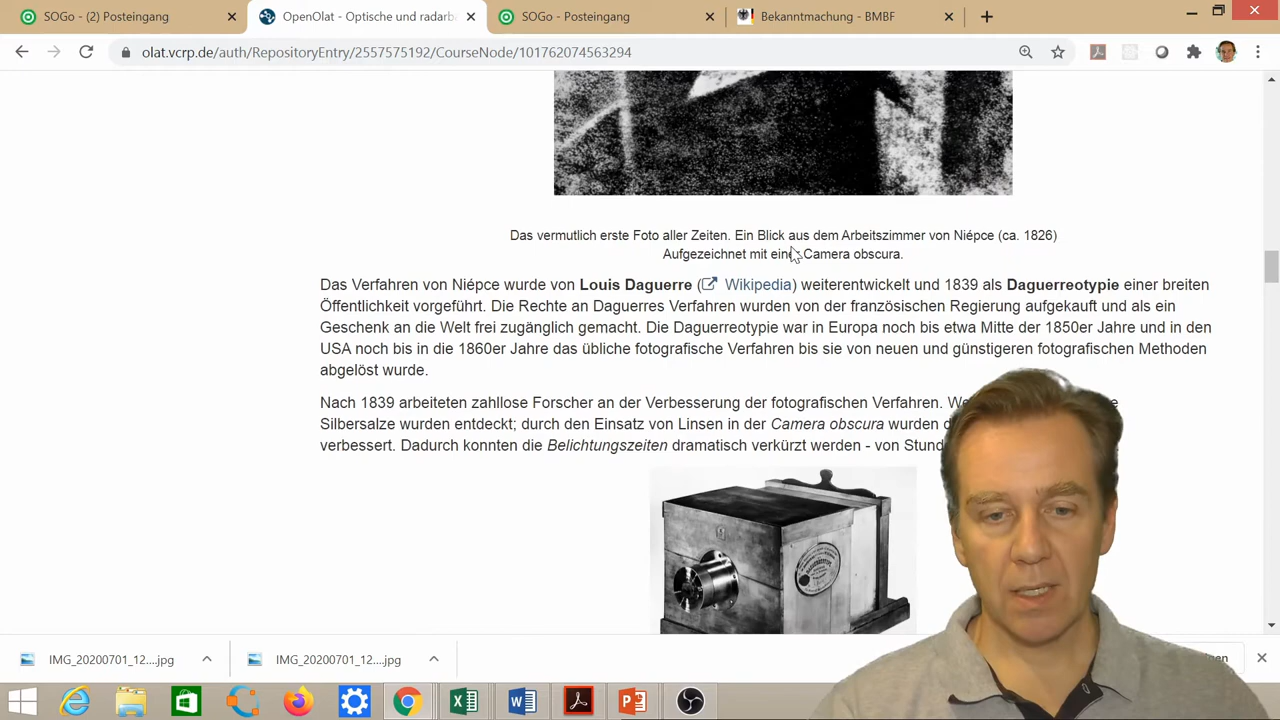 SOGo - (2) Posteingang
OpenOlat - Optische und radarba
SOGo - Posteingang
Bekanntmachung - BMBF
olat.vcrp.de/auth/RepositoryEntry/2557575192/CourseNode/101762074563294
Das vermutlich erste Foto aller Zeiten. Ein Blick aus dem Arbeitszimmer von Niépce (ca. 1826)
Aufgezeichnet mit einer Camera obscura.
Das Verfahren von Niépce wurde von Louis Daguerre ( Wikipedia) weiterentwickelt und 1839 als Daguerreotypie einer breiten
Öffentlichkeit vorgeführt. Die Rechte an Daguerres Verfahren wurden von der französischen Regierung aufgekauft und als ein
Geschenk an die Welt frei zugänglich gemacht. Die Daguerreotypie war in Europa noch bis etwa Mitte der 1850er Jahre und in den
USA noch bis in die 1860er Jahre das übliche fotografische Verfahren bis sie von neuen und günstigeren fotografischen Methoden
abgelöst wurde.
Nach 1839 arbeiteten zahllose Forscher an der Verbesserung der fotografischen Verfahren.
Silbersalze wurden entdeckt; durch den Einsatz von Linsen in der Camera obscura wurden
verbessert. Dadurch konnten die Belichtungszeiten dramatisch verkürzt werden - von
IMG_20200701_12....jpg
IMG_20200701_12....jpg